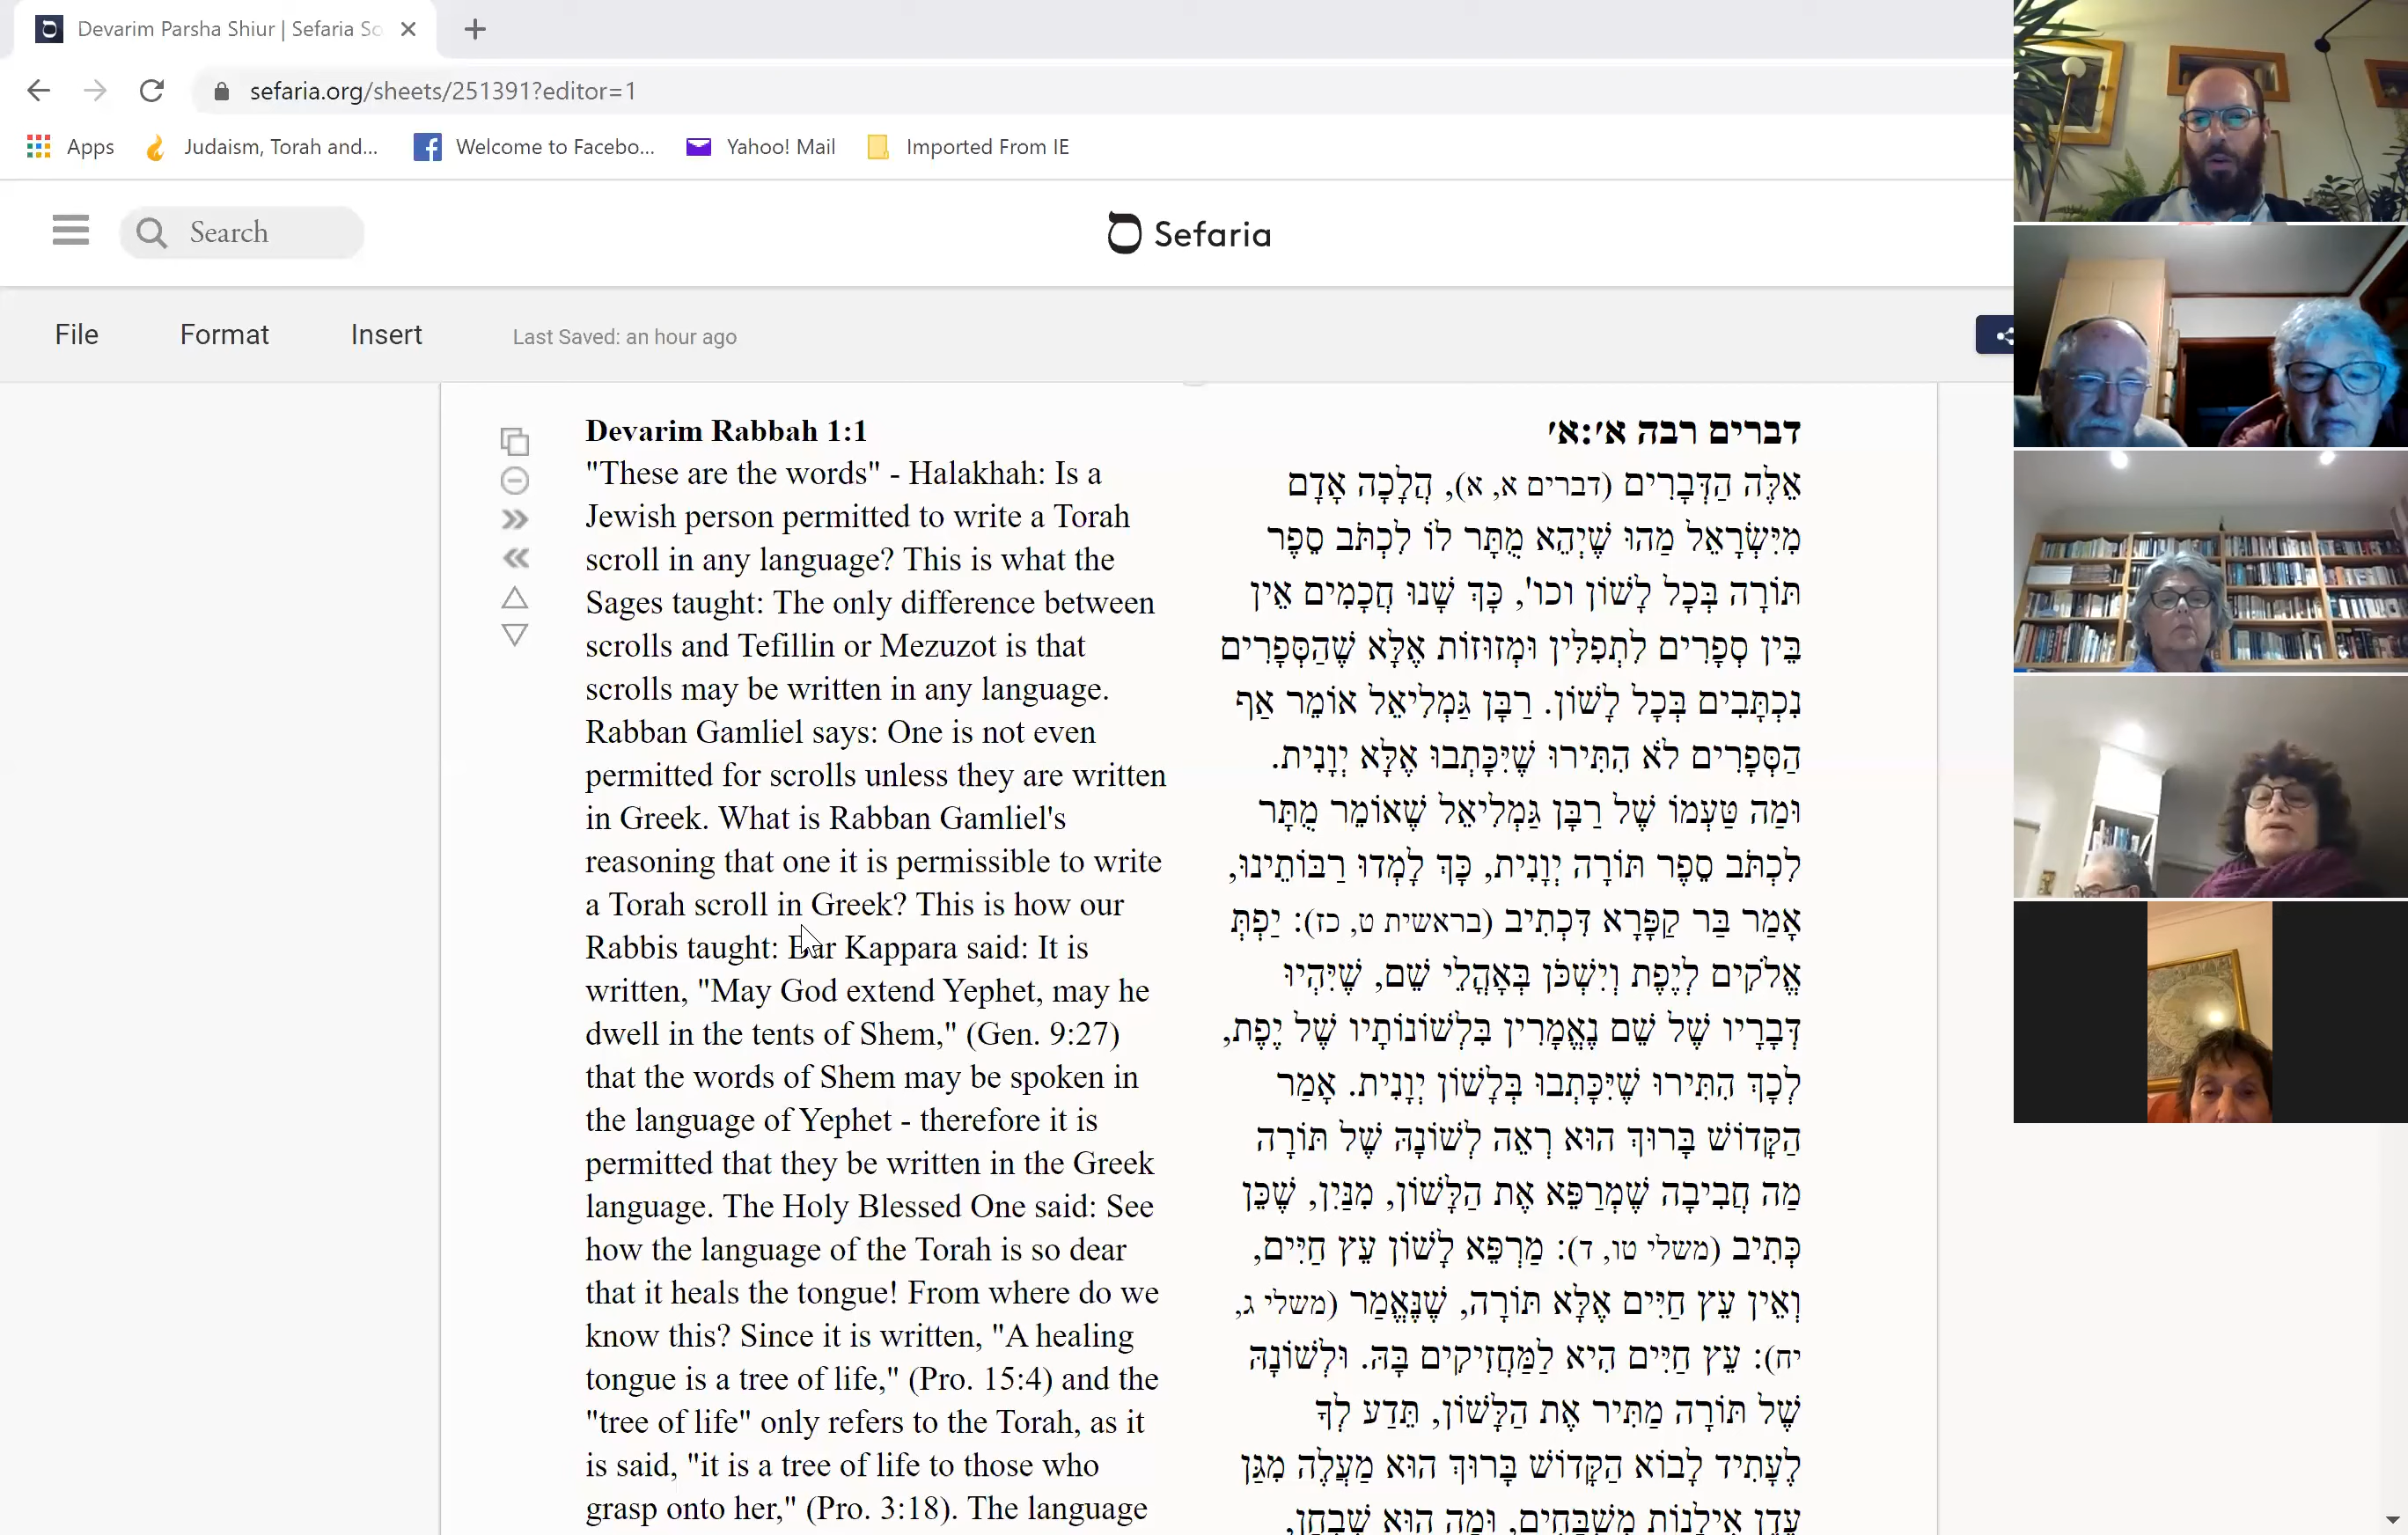 Devarim Parsha Shiur | Sefaria So
sefaria.org/sheets/251391?editor=1
Apps
Judaism, Torah and...
Welcome to Facebo...
Yahoo! Mail
Imported From IE
Search
Sefaria
File
Format
Insert
Last Saved: an hour ago
Devarim Rabbah 1:1
"These are the words" - Halakhah: Is a
Jewish person permitted to write a Torah
scroll in any language? This is what the
Sages taught: The only difference between
scrolls and Tefillin or Mezuzot is that
scrolls may be written in any language.
Rabban Gamliel says: One is not even
permitted for scrolls unless they are written
in Greek. What is Rabban Gamliel's
reasoning that one it is permissible to write
a Torah scroll in Greek? This is how our
Rabbis taught: Bar Kappara said: It is
written, "May God extend Yephet, may he
dwell in the tents of Shem," (Gen. 9:27)
that the words of Shem may be spoken in
the language of Yephet - therefore it is
permitted that they be written in the Greek
language. The Holy Blessed One said: See
how the language of the Torah is so dear
that it heals the tongue! From where do we
know this? Since it is written, "A healing
tongue is a tree of life," (Pro. 15:4) and the
"tree of life" only refers to the Torah, as it
is said, "it is a tree of life to those who
grasp onto her," (Pro. 3:18). The language
דברים רבה א׳:א׳
אֵלֶּה הַדְּבָרִים (דברים א, א), הֲלָכָה אָדָם
מִיִּשְׂרָאֵל מַהוּ שֶׁיְהֵא מֻתָּר לוֹ לִכְתֹּב סֵפֶר
תּוֹרָה בְּכָל לָשׁוֹן וכו', כָּךְ שָׁנוּ חֲכָמִים אֵין
בֵּין סְפָרִים לִתְפִלִּין וּמְזוּזוֹת אֶלָּא שֶׁהַסְּפָרִים
נִכְתָּבִים בְּכָל לָשׁוֹן. רַבָּן גַּמְלִיאֵל אוֹמֵר אַף
הַסְּפָרִים לֹא הִתִּירוּ שֶׁיִּכָּתְבוּ אֶלָּא יְוָנִית.
וּמַה טַּעְמוֹ שֶׁל רַבָּן גַּמְלִיאֵל שֶׁאוֹמֵר מֻתָּר
לִכְתֹּב סֵפֶר תּוֹרָה יְוָנִית, כָּךְ לָמְדוּ רַבּוֹתֵינוּ,
אָמַר בַּר קַפָּרָא דִּכְתִיב (בראשית ט, כז): יַפְתְּ
אֱלֹקִים לְיֶפֶת וְיִשְׁכֹּן בְּאָהֳלֵי שֵׁם, שֶׁיִּהְיוּ
דְּבָרָיו שֶׁל שֵׁם נֶאֱמָרִין בִּלְשׁוֹנוֹתָיו שֶׁל יֶפֶת,
לְכָךְ הִתִּירוּ שֶׁיִּכָּתְבוּ בְּלָשׁוֹן יְוָנִית. אָמַר
הַקָּדוֹשׁ בָּרוּךְ הוּא רְאֵה לְשׁוֹנָהּ שֶׁל תּוֹרָה
מַה חֲבִיבָה שֶׁמְרַפֵּא אֶת הַלָּשׁוֹן, מִנַּיִן, שֶׁכֵּן
כְּתִיב (משלי טו, ד): מַרְפֵּא לָשׁוֹן עֵץ חַיִּים,
וְאֵין עֵץ חַיִּים אֶלָּא תּוֹרָה, שֶׁנֶּאֱמַר (משלי ג,
יח): עֵץ חַיִּים הִיא לַמַּחֲזִיקִים בָּהּ. וּלְשׁוֹנָהּ
שֶׁל תּוֹרָה מַתִּיר אֶת הַלָּשׁוֹן, תֵּדַע לְךָ
לֶעָתִיד לָבוֹא הַקָּדוֹשׁ בָּרוּךְ הוּא מַעֲלֶה מִגַּן
עֵדֶן אִילָנוֹת מְשֻׁבָּחִים, וּמַה הוּא שִׁבְחָן,